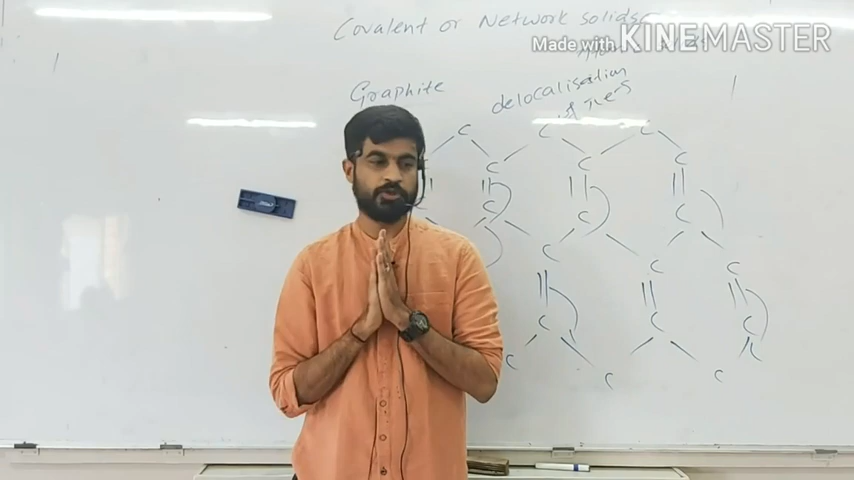 Covalent or Network solids
Made with KINEMASTER
Graphite
delocalisation
of πe-s
C C C
C C C
C C C
C C C
C C C
C C C